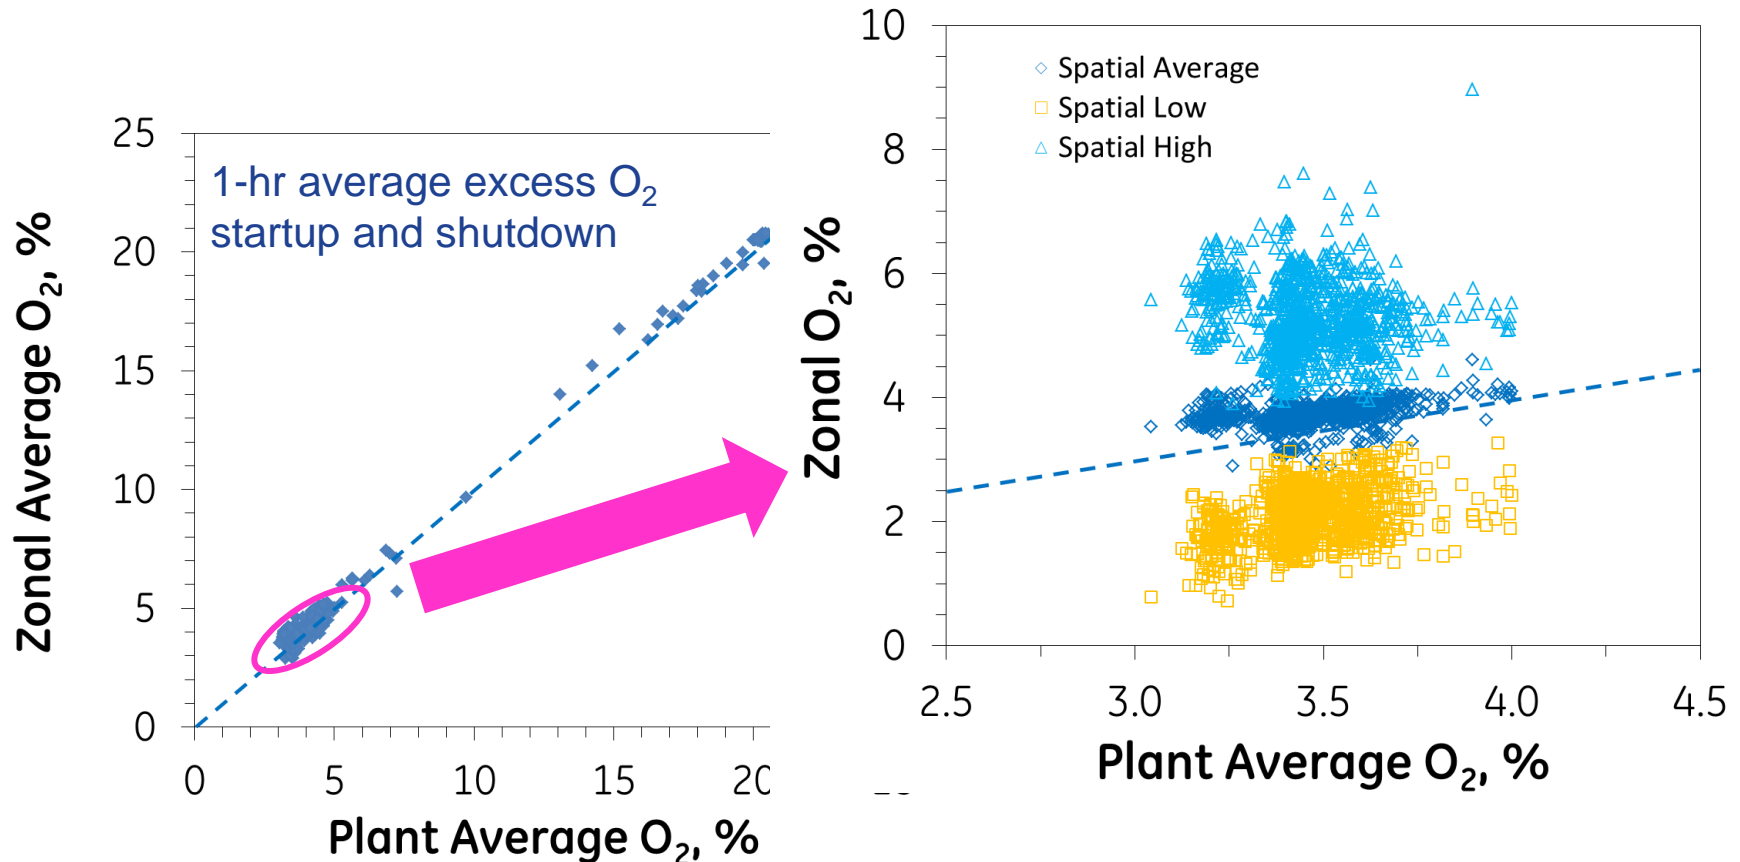 1-hr average excess O₂
startup and shutdown
25
20
15
10
5
0
0 5 10 15 20
Zonal Average O₂, %
Plant Average O₂, %
Spatial Average
Spatial Low
Spatial High
10
8
6
4
2
0
2.5 3.0 3.5 4.0 4.5
Zonal O₂, %
Plant Average O₂, %